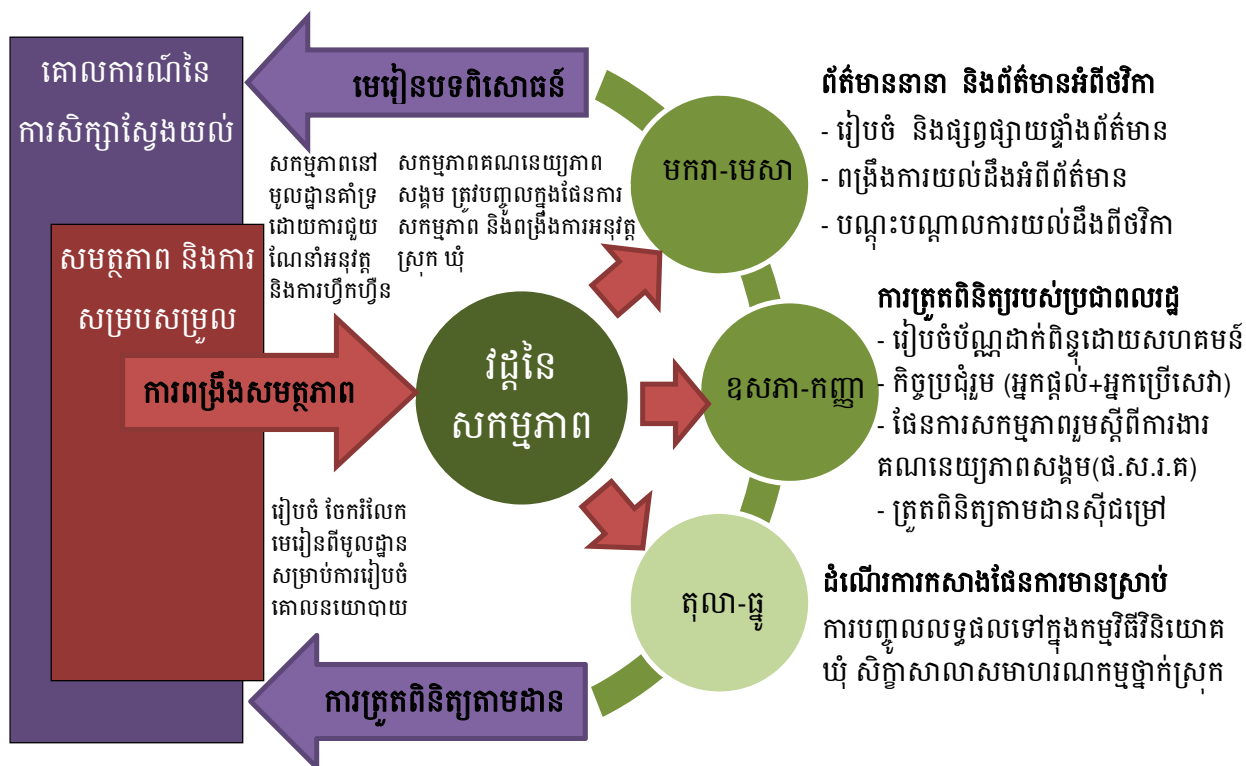 គោលការណ៍នៃ
ការសិក្សាស្វែងយល់
សមត្ថភាព និងការ
សម្របសម្រួល
មេរៀនបទពិសោធន៍
សកម្មភាពនៅ
មូលដ្ឋានគាំទ្រ
ដោយការជួយ
ណែនាំអនុវត្ត
និងការហ្វឹកហ្វឺន
សកម្មភាពគណនេយ្យភាព
សង្គម ត្រូវបញ្ចូលក្នុងផែនការ
សកម្មភាព និងពង្រឹងការអនុវត្ត
ស្រុក ឃុំ
ការពង្រឹងសមត្ថភាព
វដ្តនៃ
សកម្មភាព
រៀបចំ ចែករំលែក
មេរៀនពីមូលដ្ឋាន
សម្រាប់ការរៀបចំ
គោលនយោបាយ
ការត្រួតពិនិត្យតាមដាន
មករា-មេសា
ឧសភា-កញ្ញា
តុលា-ធ្នូ
ព័ត៌មាននានា និងព័ត៌មានអំពីថវិកា
- រៀបចំ និងផ្សព្វផ្សាយផ្ទាំងព័ត៌មាន
- ពង្រឹងការយល់ដឹងអំពីព័ត៌មាន
- បណ្តុះបណ្តាលការយល់ដឹងពីថវិកា
ការត្រួតពិនិត្យរបស់ប្រជាពលរដ្ឋ
- រៀបចំប័ណ្ណដាក់ពិន្ទុដោយសហគមន៍
- កិច្ចប្រជុំរួម (អ្នកផ្តល់+អ្នកប្រើសេវា)
- ផែនការសកម្មភាពរួមស្តីពីការងារ
គណនេយ្យភាពសង្គម(ផ.ស.រ.គ)
- ត្រួតពិនិត្យតាមដានស៊ីជម្រៅ
ដំណើរការកសាងផែនការមានស្រាប់
ការបញ្ចូលលទ្ធផលទៅក្នុងកម្មវិធីវិនិយោគ
ឃុំ សិក្ខាសាលាសមាហរណកម្មថ្នាក់ស្រុក